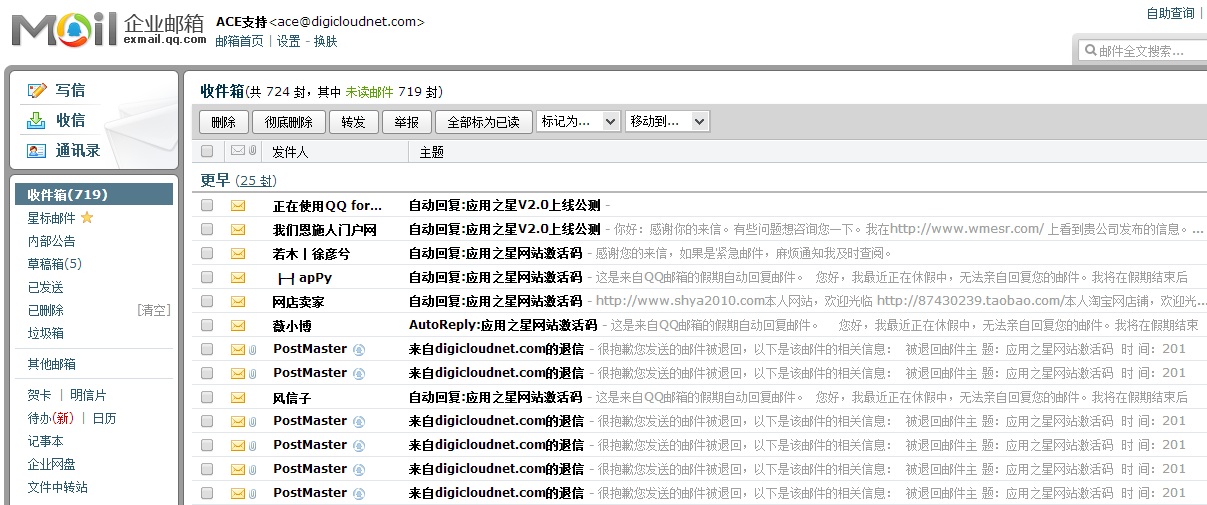 Mail 企业邮箱
exmail.qq.com
ACE支持<ace@digicloudnet.com>
邮箱首页 | 设置 - 换肤
自助查询 |
邮件全文搜索...
写信
收信
通讯录
收件箱(719)
星标邮件
内部公告
草稿箱(5)
已发送
已删除 [清空]
垃圾箱
其他邮箱
贺卡 | 明信片
待办(新) | 日历
记事本
企业网盘
文件中转站
收件箱(共 724 封，其中 未读邮件 719 封)
删除 彻底删除 转发 举报 全部标为已读 标记为... 移动到...
发件人 主题
更早 (25 封)
正在使用QQ for... 自动回复:应用之星V2.0上线公测 -
我们恩施人门户网 自动回复:应用之星V2.0上线公测 - 你好：感谢你的来信。有些问题想咨询您一下。我在http://www.wmesr.com/ 上看到贵公司发布的信息。...
若木丨徐彦兮 自动回复:应用之星网站激活码 - 感谢您的来信，如果是紧急邮件，麻烦通知我及时查阅。
├┤apPy 自动回复:应用之星网站激活码 - 这是来自QQ邮箱的假期自动回复邮件。 您好，我最近正在休假中，无法亲自回复您的邮件。我将在假期结束后
网店卖家 自动回复:应用之星网站激活码 - http://www.shya2010.com本人网站，欢迎光临 http://87430239.taobao.com/本人淘宝网店铺，欢迎光...
薇小博 AutoReply:应用之星网站激活码 - 这是来自QQ邮箱的假期自动回复邮件。 您好，我最近正在休假中，无法亲自回复您的邮件。我将在假期结束后
PostMaster 来自digicloudnet.com的退信 - 很抱歉您发送的邮件被退回，以下是该邮件的相关信息： 被退回邮件主 题：应用之星网站激活码 时 间：201
PostMaster 来自digicloudnet.com的退信 - 很抱歉您发送的邮件被退回，以下是该邮件的相关信息： 被退回邮件主 题：应用之星网站激活码 时 间：201
风信子 自动回复:应用之星网站激活码 - 这是来自QQ邮箱的假期自动回复邮件。 您好，我最近正在休假中，无法亲自回复您的邮件。我将在假期结束后
PostMaster 来自digicloudnet.com的退信 - 很抱歉您发送的邮件被退回，以下是该邮件的相关信息： 被退回邮件主 题：应用之星网站激活码 时 间：201
PostMaster 来自digicloudnet.com的退信 - 很抱歉您发送的邮件被退回，以下是该邮件的相关信息： 被退回邮件主 题：应用之星网站激活码 时 间：201
PostMaster 来自digicloudnet.com的退信 - 很抱歉您发送的邮件被退回，以下是该邮件的相关信息： 被退回邮件主 题：应用之星网站激活码 时 间：201
PostMaster 来自digicloudnet.com的退信 - 很抱歉您发送的邮件被退回，以下是该邮件的相关信息： 被退回邮件主 题：应用之星网站激活码 时 间：201